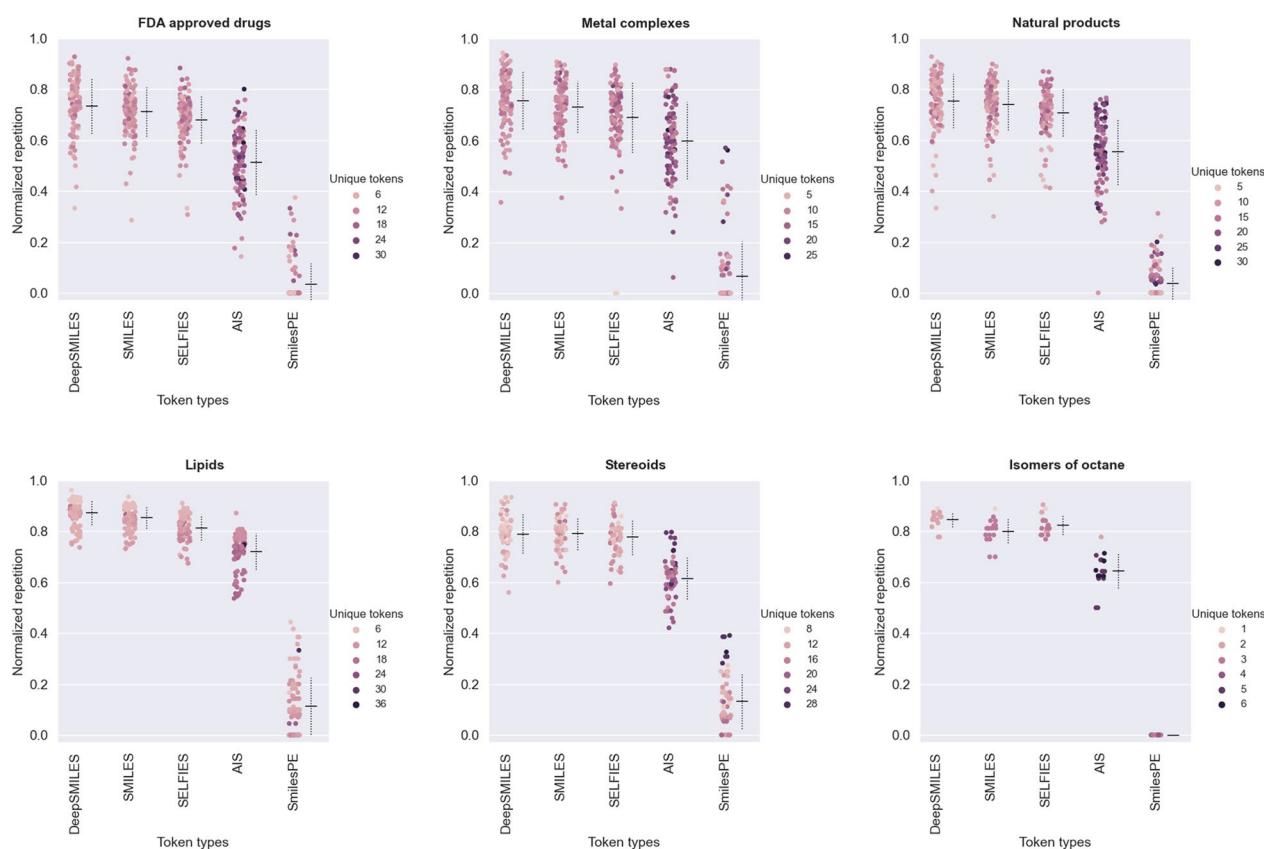 FDA approved drugs
Normalized repetition
1.0
0.8
0.6
0.4
0.2
0.0
DeepSMILES
SMILES
SELFIES
AIS
SmilesPE
Token types
Unique tokens
6
12
18
24
30
Metal complexes
Normalized repetition
1.0
0.8
0.6
0.4
0.2
0.0
DeepSMILES
SMILES
SELFIES
AIS
SmilesPE
Token types
Unique tokens
5
10
15
20
25
Natural products
Normalized repetition
1.0
0.8
0.6
0.4
0.2
0.0
DeepSMILES
SMILES
SELFIES
AIS
SmilesPE
Token types
Unique tokens
5
10
15
20
25
30
Lipids
Normalized repetition
1.0
0.8
0.6
0.4
0.2
0.0
DeepSMILES
SMILES
SELFIES
AIS
SmilesPE
Token types
Unique tokens
6
12
18
24
30
36
Stereoids
Normalized repetition
1.0
0.8
0.6
0.4
0.2
0.0
DeepSMILES
SMILES
SELFIES
AIS
SmilesPE
Token types
Unique tokens
8
12
16
20
24
28
Isomers of octane
Normalized repetition
1.0
0.8
0.6
0.4
0.2
0.0
DeepSMILES
SMILES
SELFIES
AIS
SmilesPE
Token types
Unique tokens
1
2
3
4
5
6